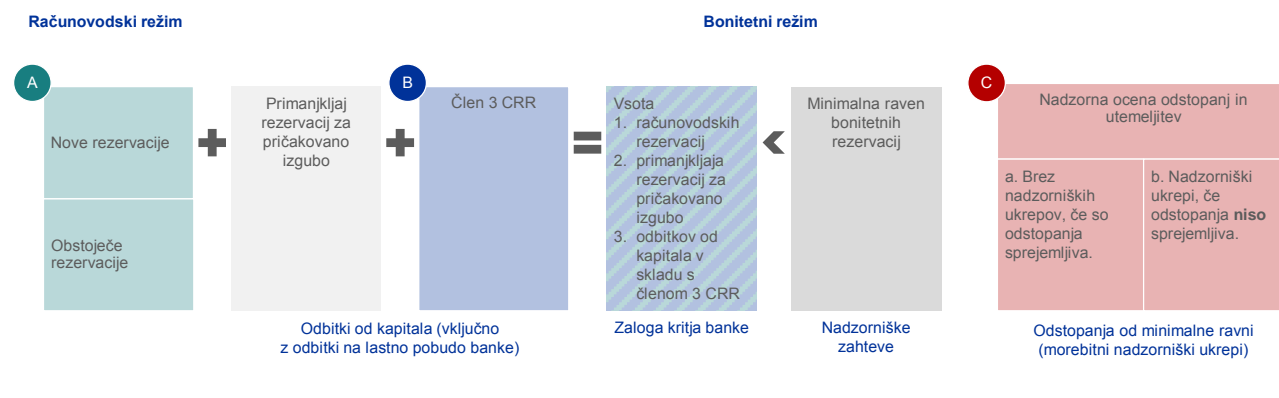 Računovodski režim
Bonitetni režim
A
Nove rezervacije
Obstoječe
rezervacije
Primanjkljaj
rezervacij za
pričakovano
izgubo
B
Člen 3 CRR
Vsota
1. računovodskih
rezervacij
2. primanjkljaja
rezervacij za
pričakovano
izgubo
3. odbitkov od
kapitala v
skladu s
členom 3 CRR
Minimalna raven
bonitetnih
rezervacij
C
Nadzorna ocena odstopanj in
utemeljitev
a. Brez
nadzorniških
ukrepov, če so
odstopanja
sprejemljiva.
b. Nadzorniški
ukrepi, če
odstopanja niso
sprejemljiva.
Odbitki od kapitala (vključno
z odbitki na lastno pobudo banke)
Zaloga kritja banke
Nadzorniške
zahteve
Odstopanja od minimalne ravni
(morebitni nadzorniški ukrepi)